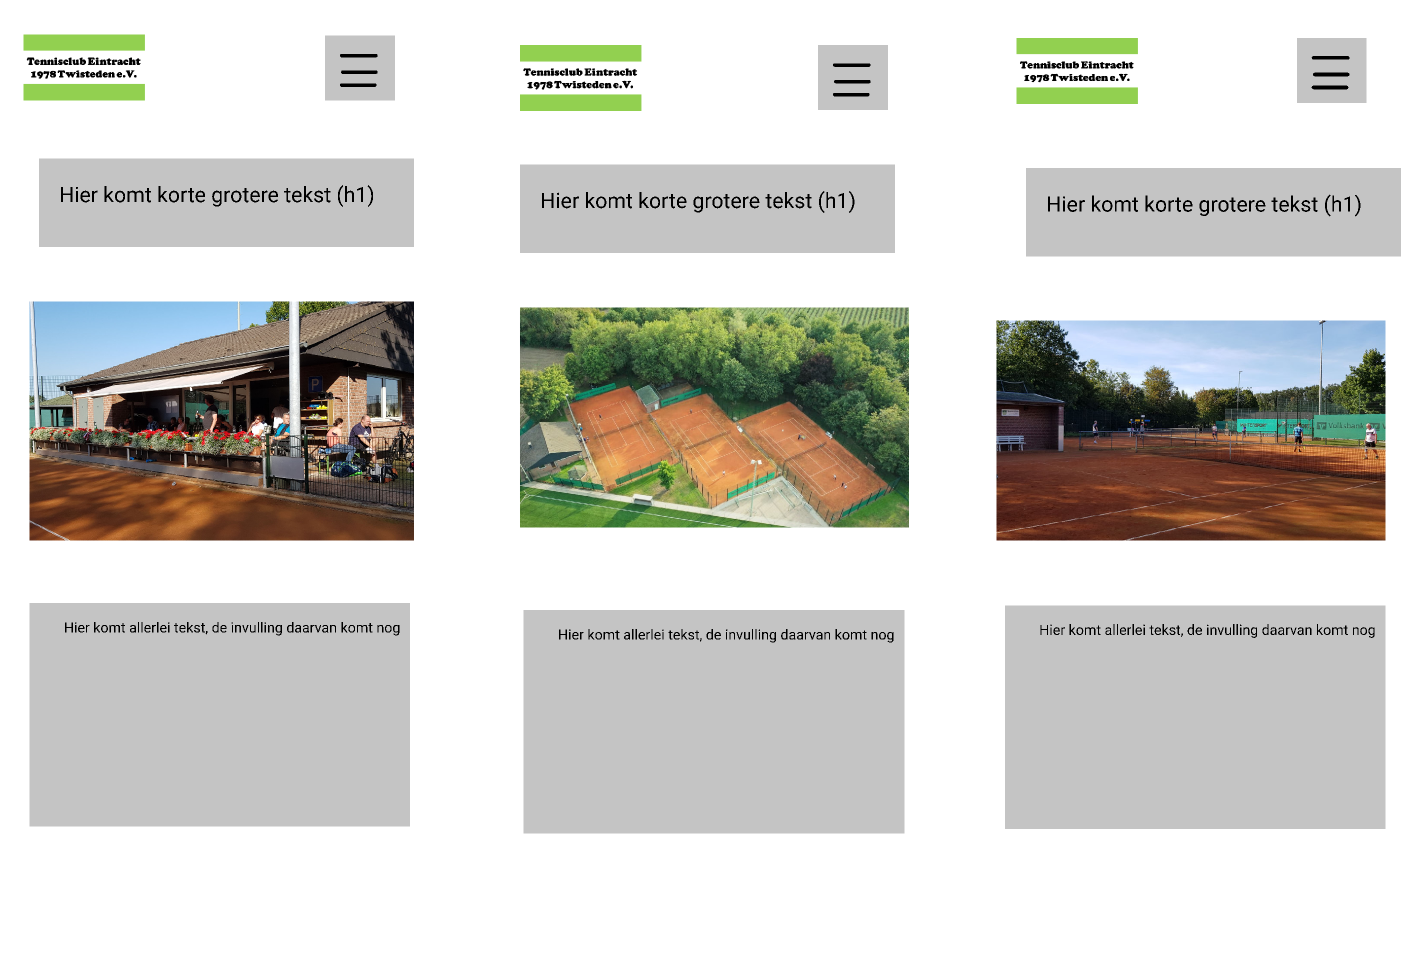 Tennisclub Eintracht
1978 Twisteden e.V.
Hier komt korte grotere tekst (h1)
P
Hier komt allerlei tekst, de invulling daarvan komt nog
Tennisclub Eintracht
1978 Twisteden e.V.
Hier komt korte grotere tekst (h1)
Hier komt allerlei tekst, de invulling daarvan komt nog
Tennisclub Eintracht
1978 Twisteden e.V.
Hier komt korte grotere tekst (h1)
Volksbank
Hier komt allerlei tekst, de invulling daarvan komt nog